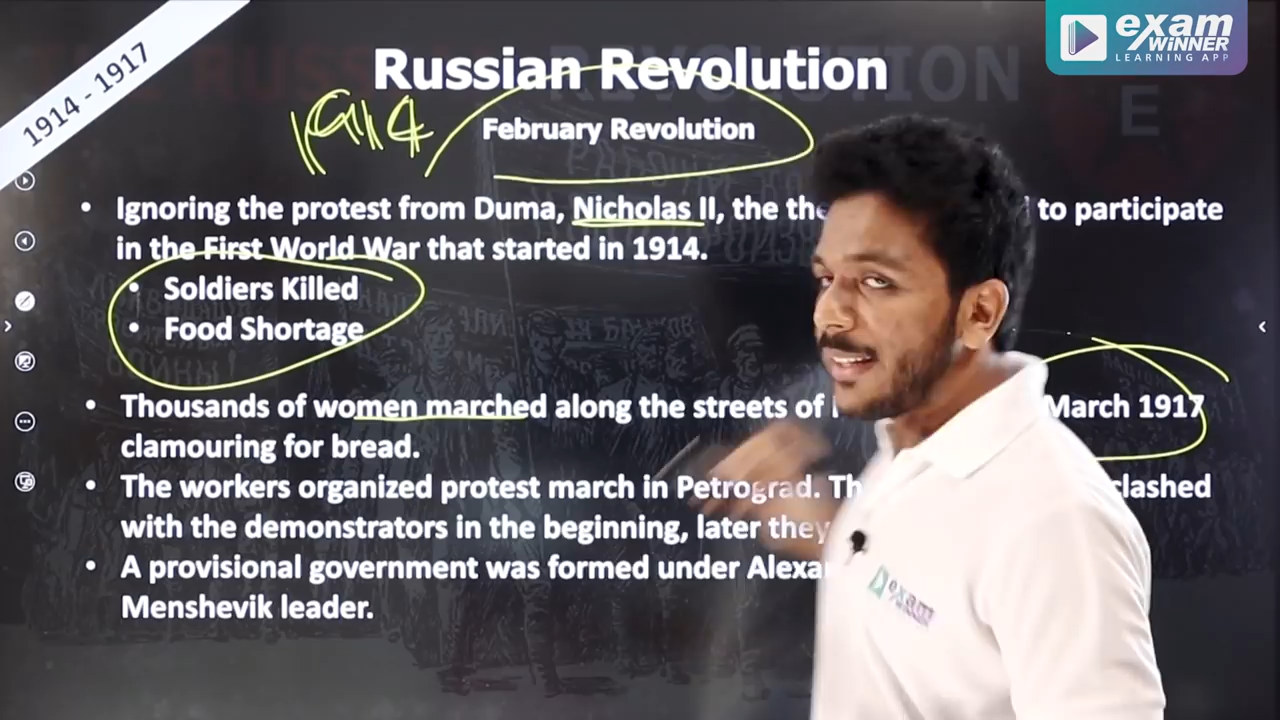 exam
WINNER
LEARNING APP
1914 - 1917
Russian Revolution
1914
February Revolution
E
• Ignoring the protest from Duma, Nicholas II, the the to participate
in the First World War that started in 1914.
• Soldiers Killed
• Food Shortage
• Thousands of women marched along the streets of March 1917
clamouring for bread.
• The workers organized protest march in Petrograd. clashed
with the demonstrators in the beginning, later they
• A provisional government was formed under
Menshevik leader.
exam